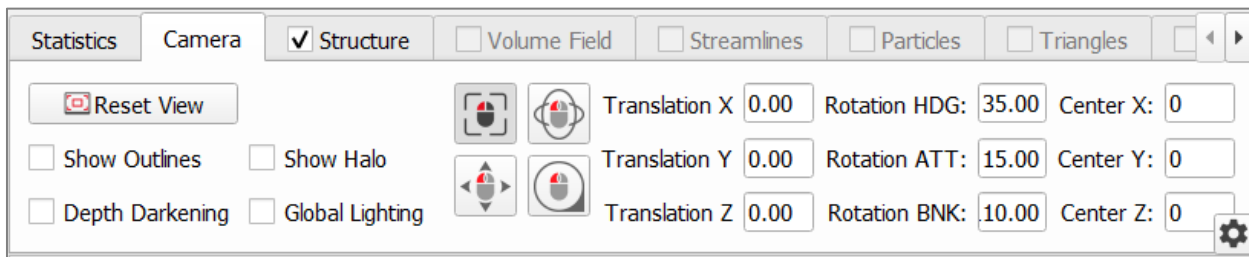 Statistics Camera Structure Volume Field Streamlines Particles Triangles
Reset View Translation X 0.00 Rotation HDG: 35.00 Center X: 0
Show Outlines Show Halo Translation Y 0.00 Rotation ATT: 15.00 Center Y: 0
Depth Darkening Global Lighting Translation Z 0.00 Rotation BNK: .10.00 Center Z: 0